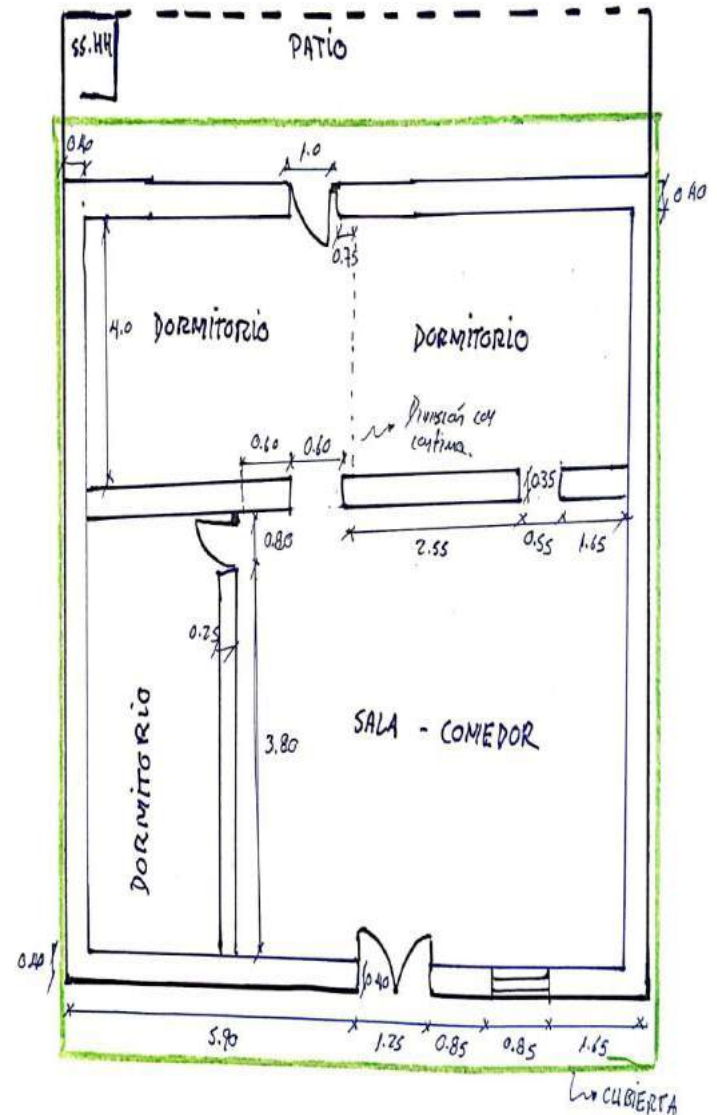 SS.HH
PATIO
0.40
1.0
0.40
0.75
4.0
DORMITORIO
DORMITORIO
División con
cortina.
0.60
0.60
0.35
0.80
2.55
0.55
1.65
0.25
DORMITORIO
3.80
SALA - COMEDOR
0.40
0.40
5.90
1.25
0.85
0.85
1.65
CUBIERTA